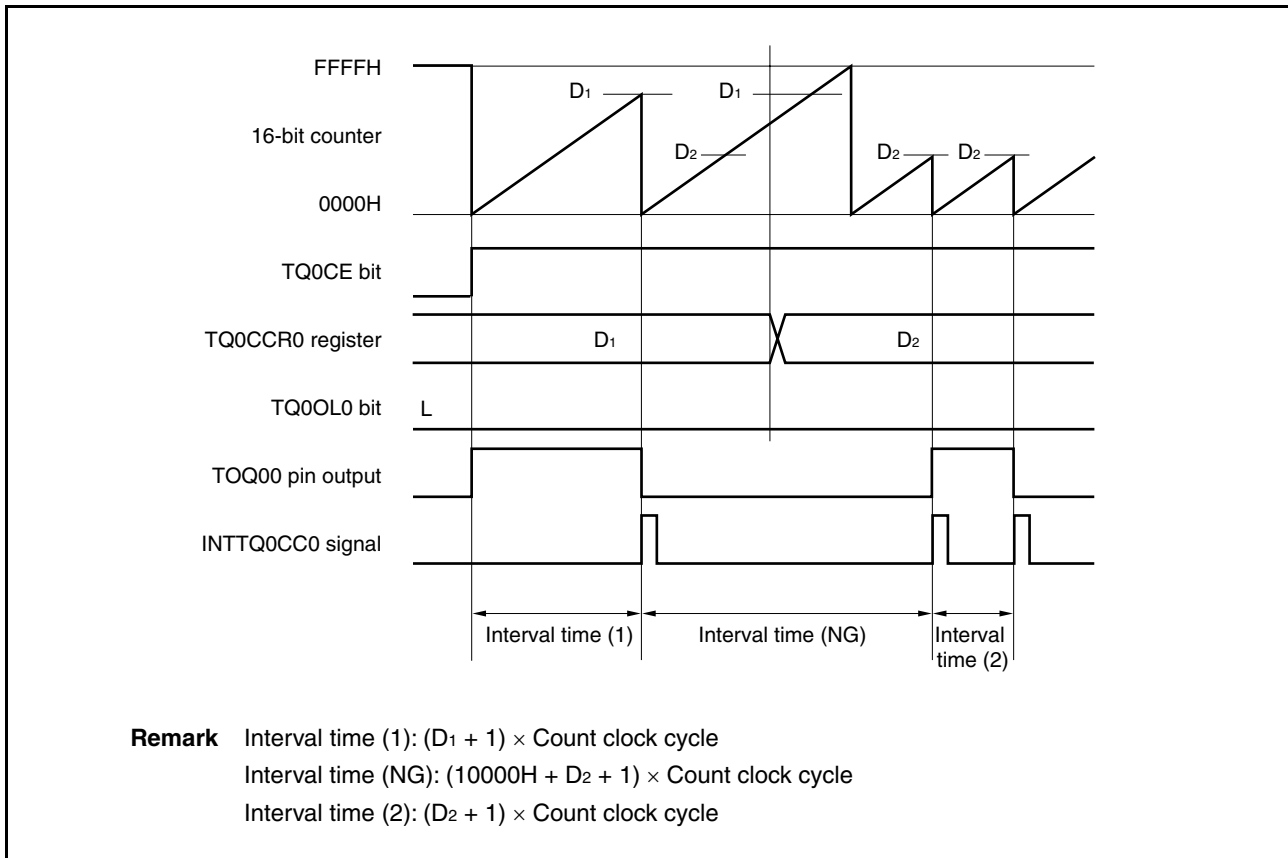 FFFFH
D1
D1
16-bit counter
D2
D2
D2
0000H
TQ0CE bit
TQ0CCR0 register
D1
D2
TQ0OL0 bit
L
TOQ00 pin output
INTTQ0CC0 signal
Interval time (1)
Interval time (NG)
Interval
time (2)
Remark Interval time (1): (D1 + 1) × Count clock cycle
Interval time (NG): (10000H + D2 + 1) × Count clock cycle
Interval time (2): (D2 + 1) × Count clock cycle